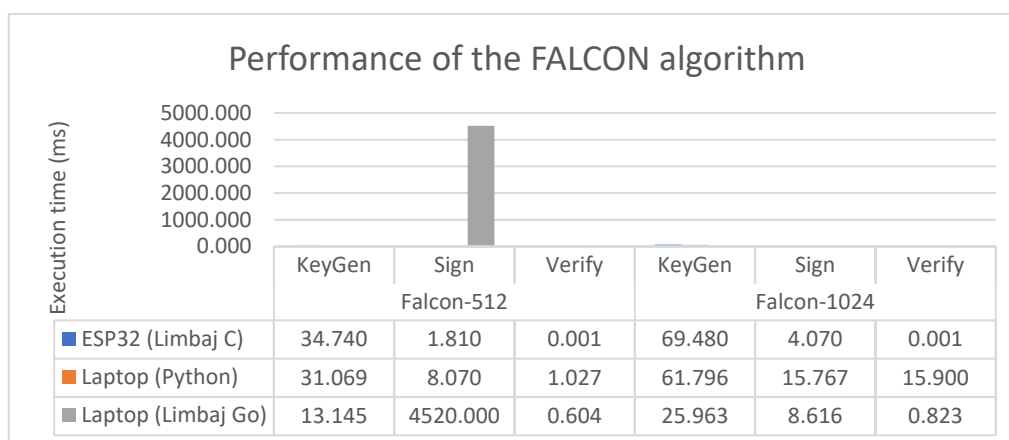 Performance of the FALCON algorithm
Execution time (ms)
5000.000
4000.000
3000.000
2000.000
1000.000
0.000
KeyGen Sign Verify KeyGen Sign Verify
Falcon-512 Falcon-1024
ESP32 (Limbaj C) 34.740 1.810 0.001 69.480 4.070 0.001
Laptop (Python) 31.069 8.070 1.027 61.796 15.767 15.900
Laptop (Limbaj Go) 13.145 4520.000 0.604 25.963 8.616 0.823